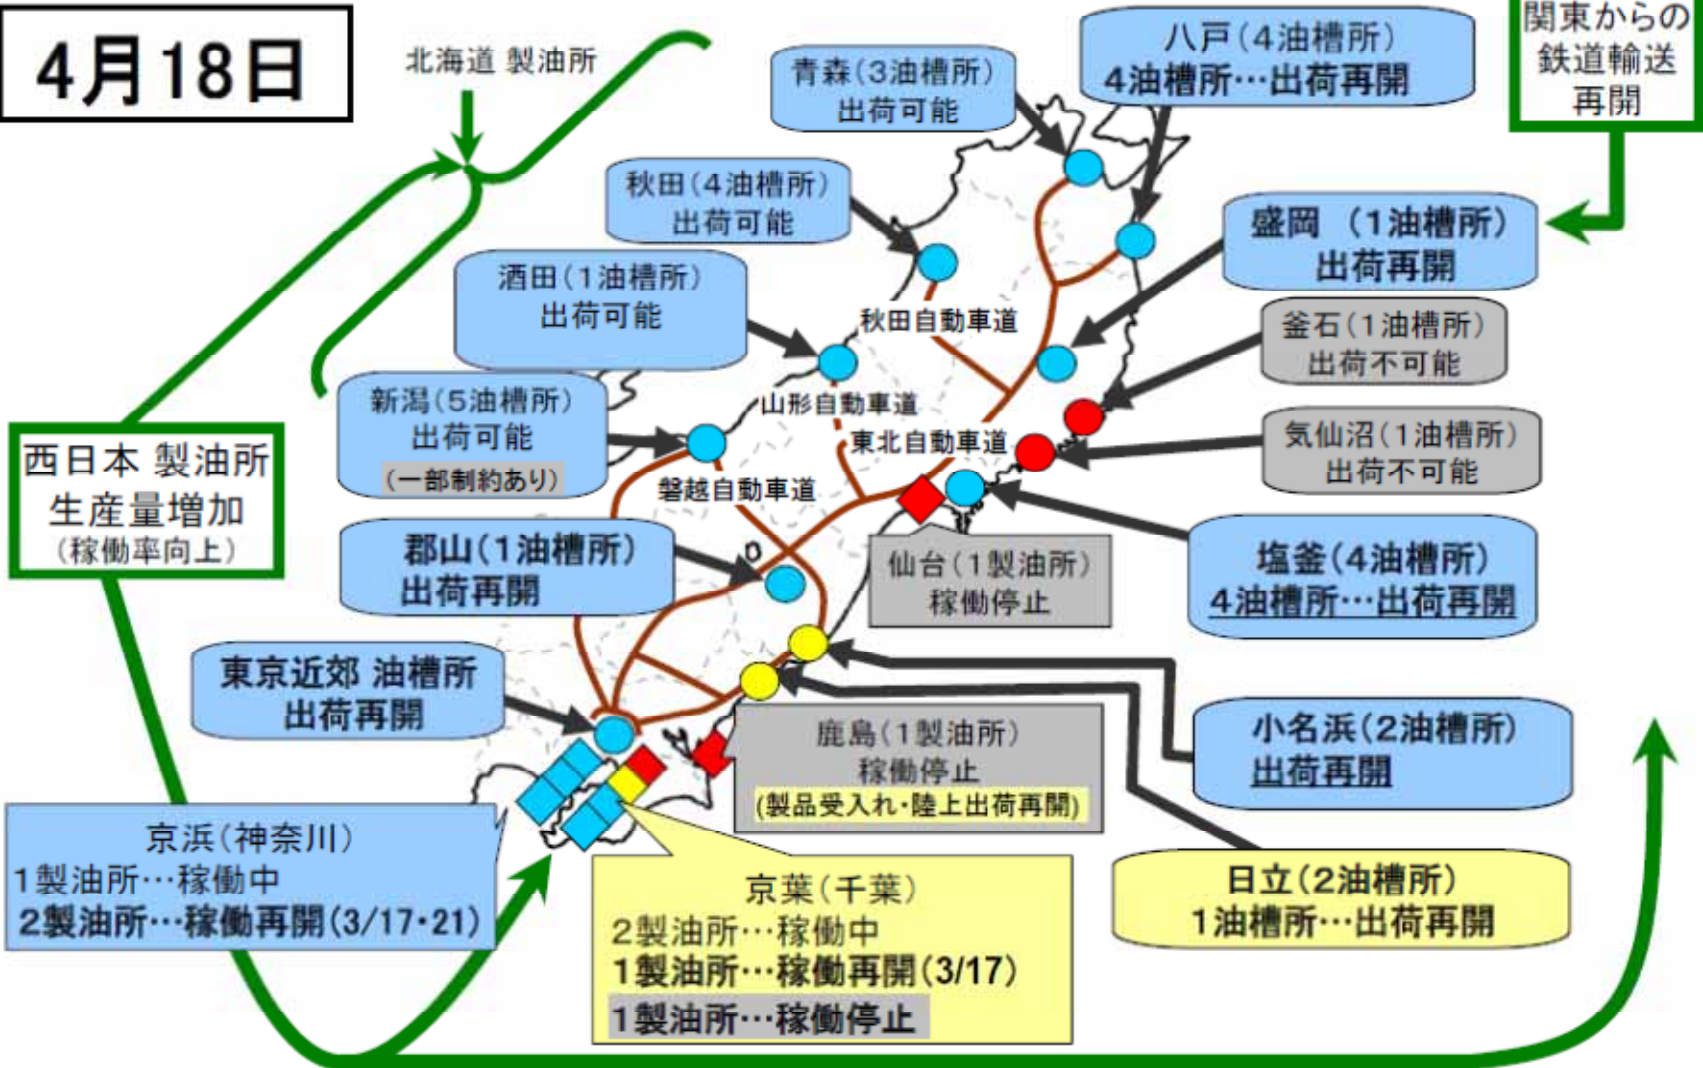 4月18日
北海道 製油所
青森(3油槽所)
出荷可能
八戸(4油槽所)
4油槽所…出荷再開
関東からの
鉄道輸送
再開
秋田(4油槽所)
出荷可能
盛岡 (1油槽所)
出荷再開
酒田(1油槽所)
出荷可能
秋田自動車道
釜石(1油槽所)
出荷不可能
新潟(5油槽所)
出荷可能
(一部制約あり)
山形自動車道
東北自動車道
気仙沼(1油槽所)
出荷不可能
西日本 製油所
生産量増加
(稼働率向上)
磐越自動車道
郡山(1油槽所)
出荷再開
仙台(1製油所)
稼働停止
塩釜(4油槽所)
4油槽所…出荷再開
東京近郊 油槽所
出荷再開
鹿島(1製油所)
稼働停止
(製品受入れ・陸上出荷再開)
小名浜(2油槽所)
出荷再開
京浜(神奈川)
1製油所…稼働中
2製油所…稼働再開(3/17・21)
京葉(千葉)
2製油所…稼働中
1製油所…稼働再開(3/17)
1製油所…稼働停止
日立(2油槽所)
1油槽所…出荷再開